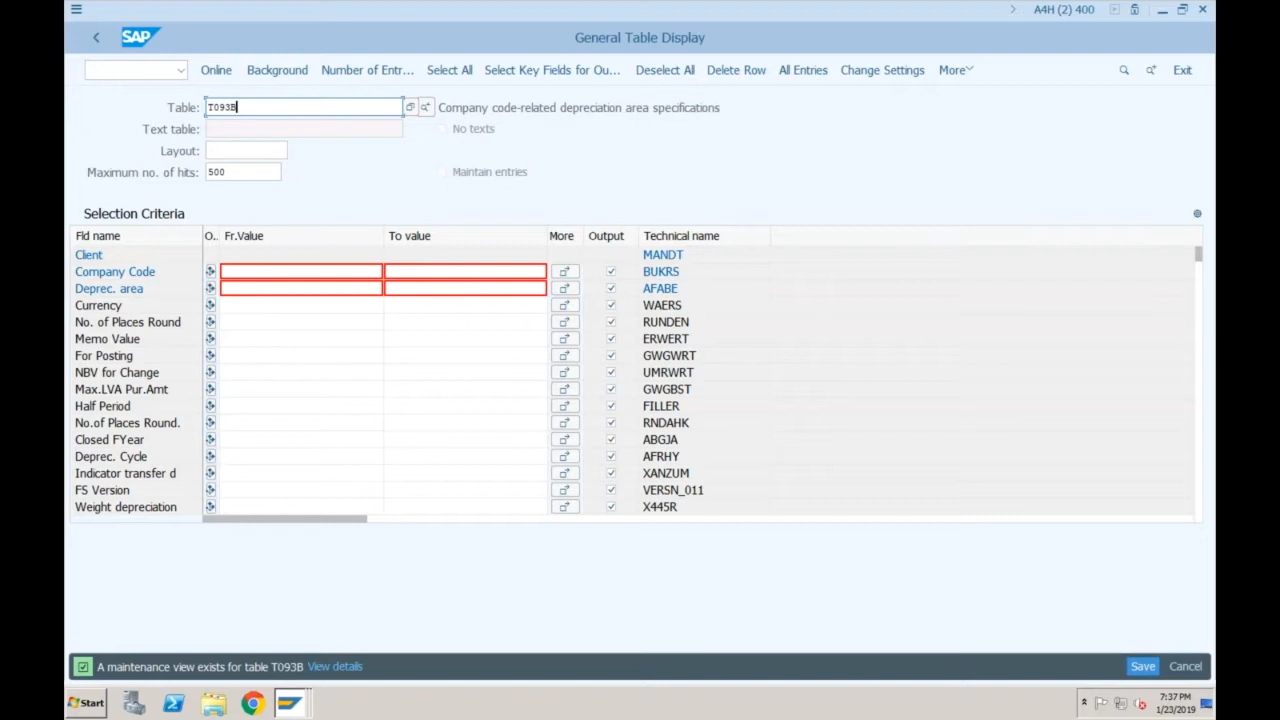 A4H (2) 400
SAP General Table Display
Online Background Number of Entr... Select All Select Key Fields for Ou... Deselect All Delete Row All Entries Change Settings More Exit
Table: T093B Company code-related depreciation area specifications
Text table: No texts
Layout:
Maximum no. of hits: 500 Maintain entries
Selection Criteria
Fld name O.. Fr.Value To value More Output Technical name
Client MANDT
Company Code BUKRS
Deprec. area AFABE
Currency WAERS
No. of Places Round RUNDEN
Memo Value ERWERT
For Posting GWGWRT
NBV for Change UMRWRT
Max.LVA Pur.Amt GWGBST
Half Period FILLER
No.of Places Round. RNDAHK
Closed FYear ABGJA
Deprec. Cycle AFRHY
Indicator transfer d XANZUM
FS Version VERSN_011
Weight depreciation X445R
A maintenance view exists for table T093B View details Save Cancel
Start 7:37 PM
1/23/2019